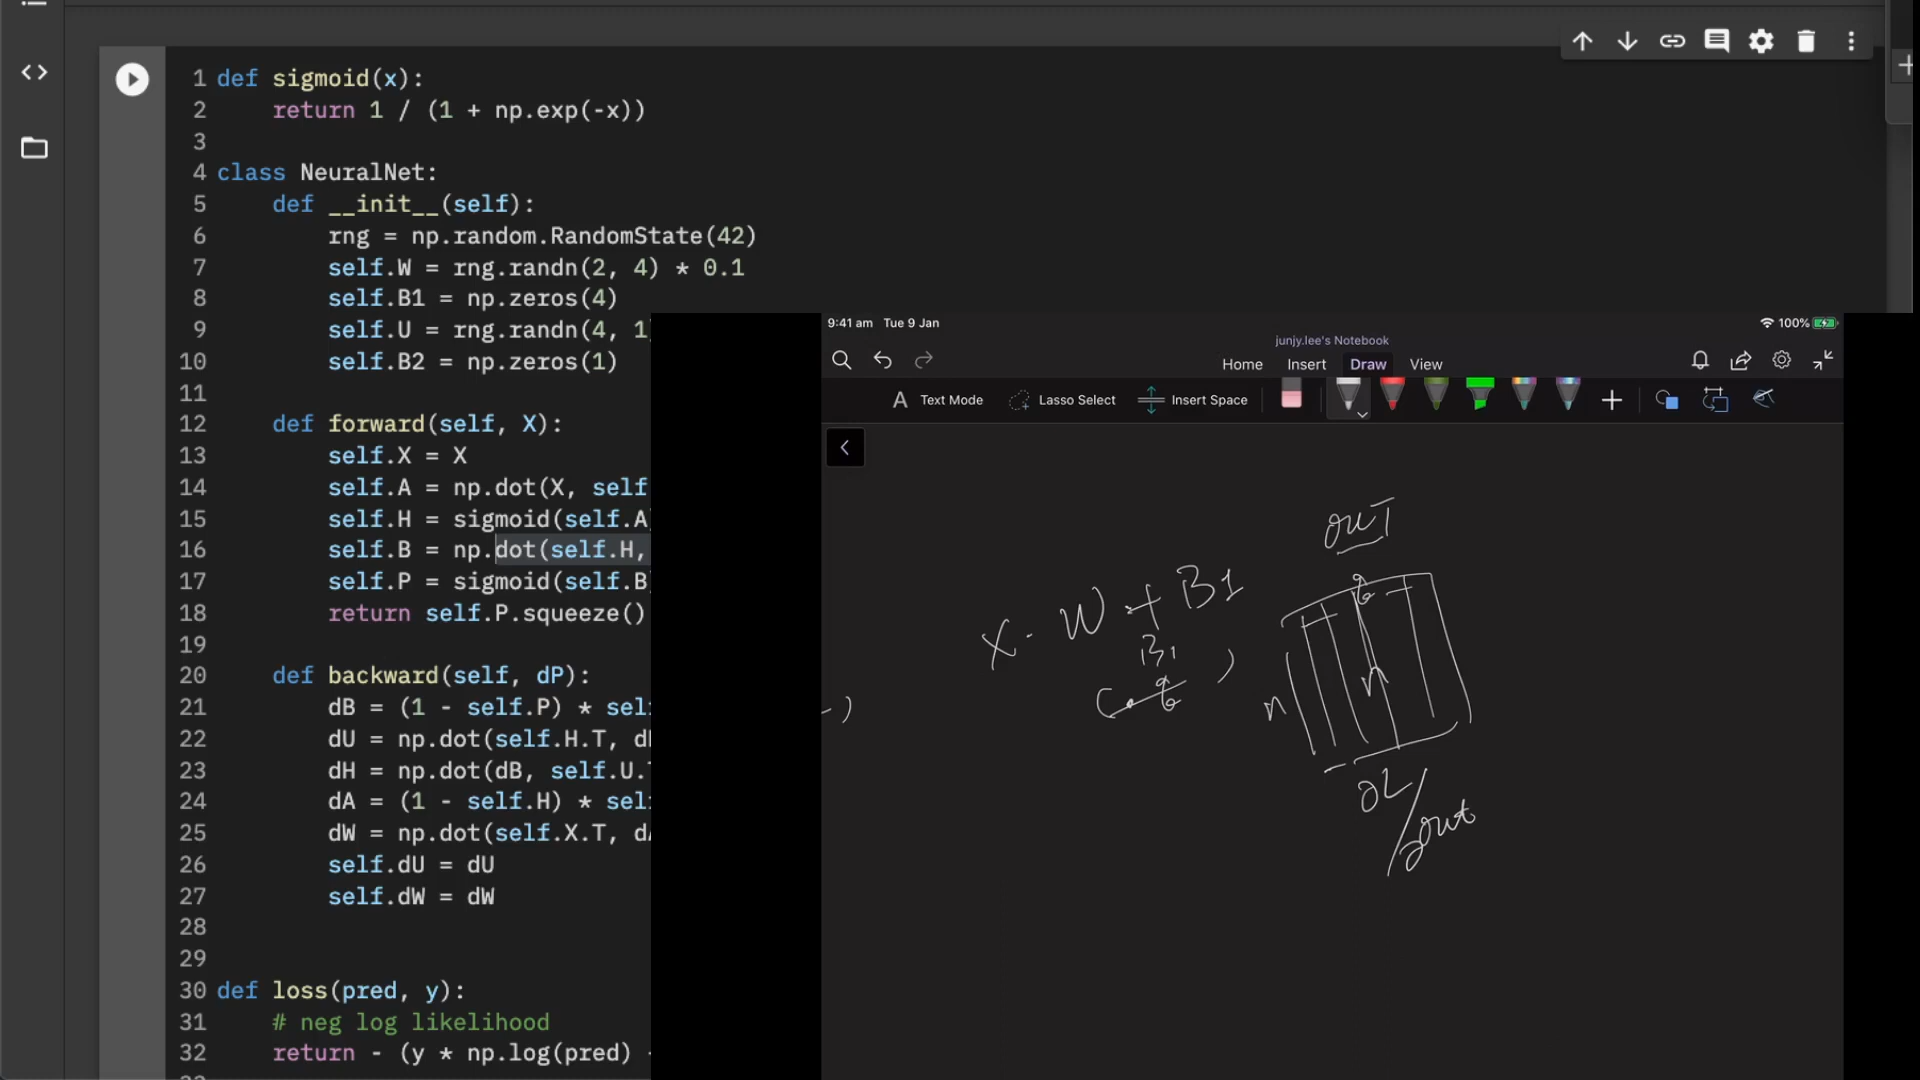 1 def sigmoid(x):
2 return 1 / (1 + np.exp(-x))
3
4 class NeuralNet:
5 def __init__(self):
6 rng = np.random.RandomState(42)
7 self.W = rng.randn(2, 4) * 0.1
8 self.B1 = np.zeros(4)
9 self.U = rng.randn(4, 1
10 self.B2 = np.zeros(1)
11
12 def forward(self, X):
13 self.X = X
14 self.A = np.dot(X, self
15 self.H = sigmoid(self.A
16 self.B = np.dot(self.H,
17 self.P = sigmoid(self.B
18 return self.P.squeeze()
19
20 def backward(self, dP):
21 dB = (1 - self.P) * sel
22 dU = np.dot(self.H.T, d
23 dH = np.dot(dB, self.U.
24 dA = (1 - self.H) * sel
25 dW = np.dot(self.X.T, d
26 self.dU = dU
27 self.dW = dW
28
29
30 def loss(pred, y):
31 # neg log likelihood
32 return - (y * np.log(pred)
9:41 am Tue 9 Jan
100%
junjy.lee's Notebook
Home Insert Draw View
Text Mode Lasso Select Insert Space
OUT
X. W + B1
B1
n
n
∂L/∂out